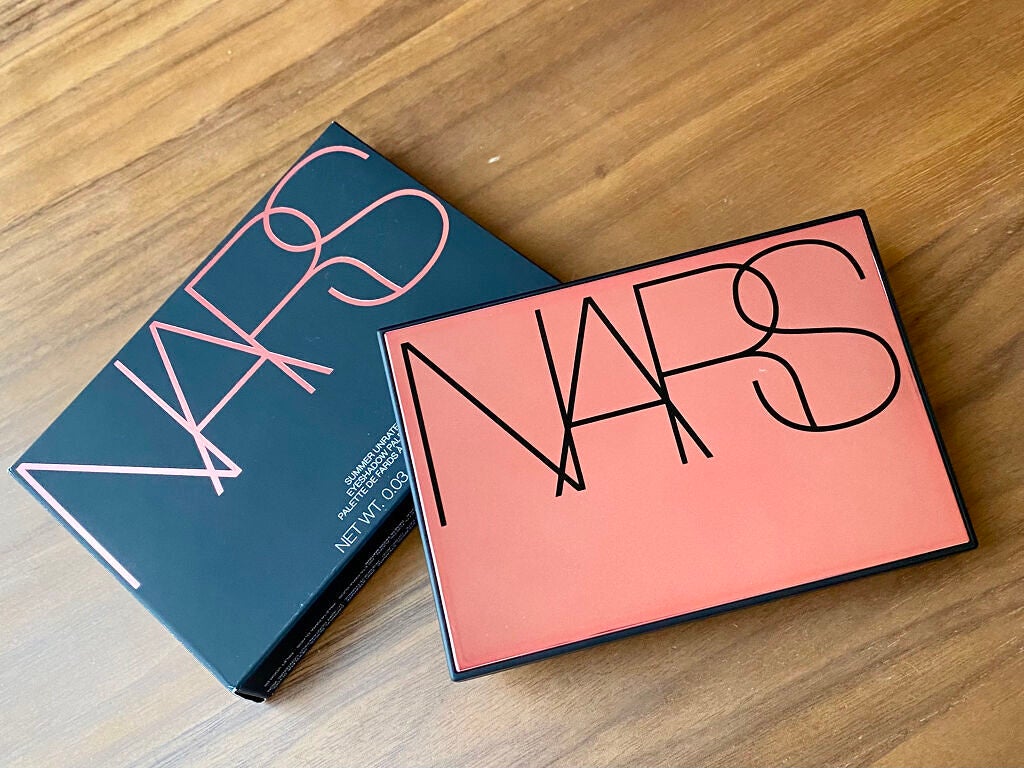 NARS
SUMMER UNRATE
EYESHADOW PAL
PALETTE DE FARDS À
NET WT. 0.03
NARS